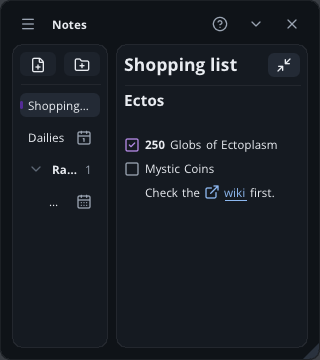 Notes
Shopping...
Dailies
Ra... 1
...
Shopping list
Ectos
250 Globs of Ectoplasm
Mystic Coins
Check the wiki first.